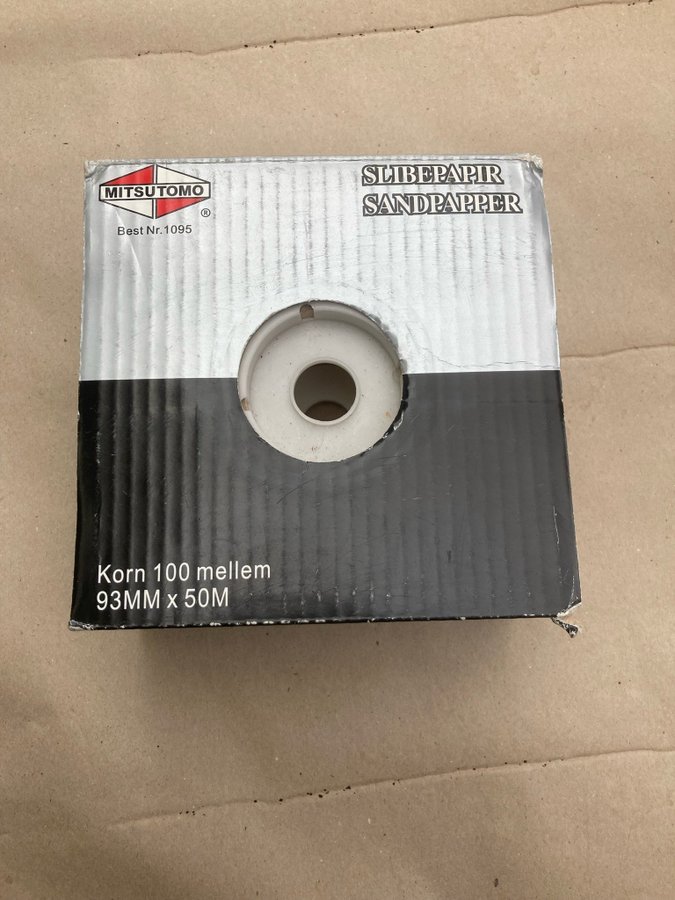 MITSUTOMO
®
Best Nr.1095
SLIBEPAPIR
SANDPAPPER
Korn 100 mellem
93MM x 50M